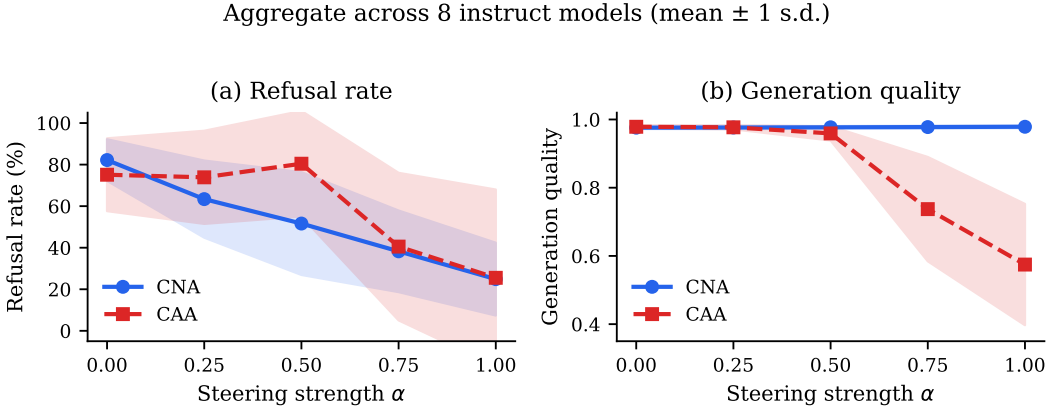 Aggregate across 8 instruct models (mean ± 1 s.d.)
(a) Refusal rate
Refusal rate (%)
100
80
60
40
20
0
CNA
CAA
0.00 0.25 0.50 0.75 1.00
Steering strength α
(b) Generation quality
Generation quality
1.0
0.8
0.6
0.4
CNA
CAA
0.00 0.25 0.50 0.75 1.00
Steering strength α